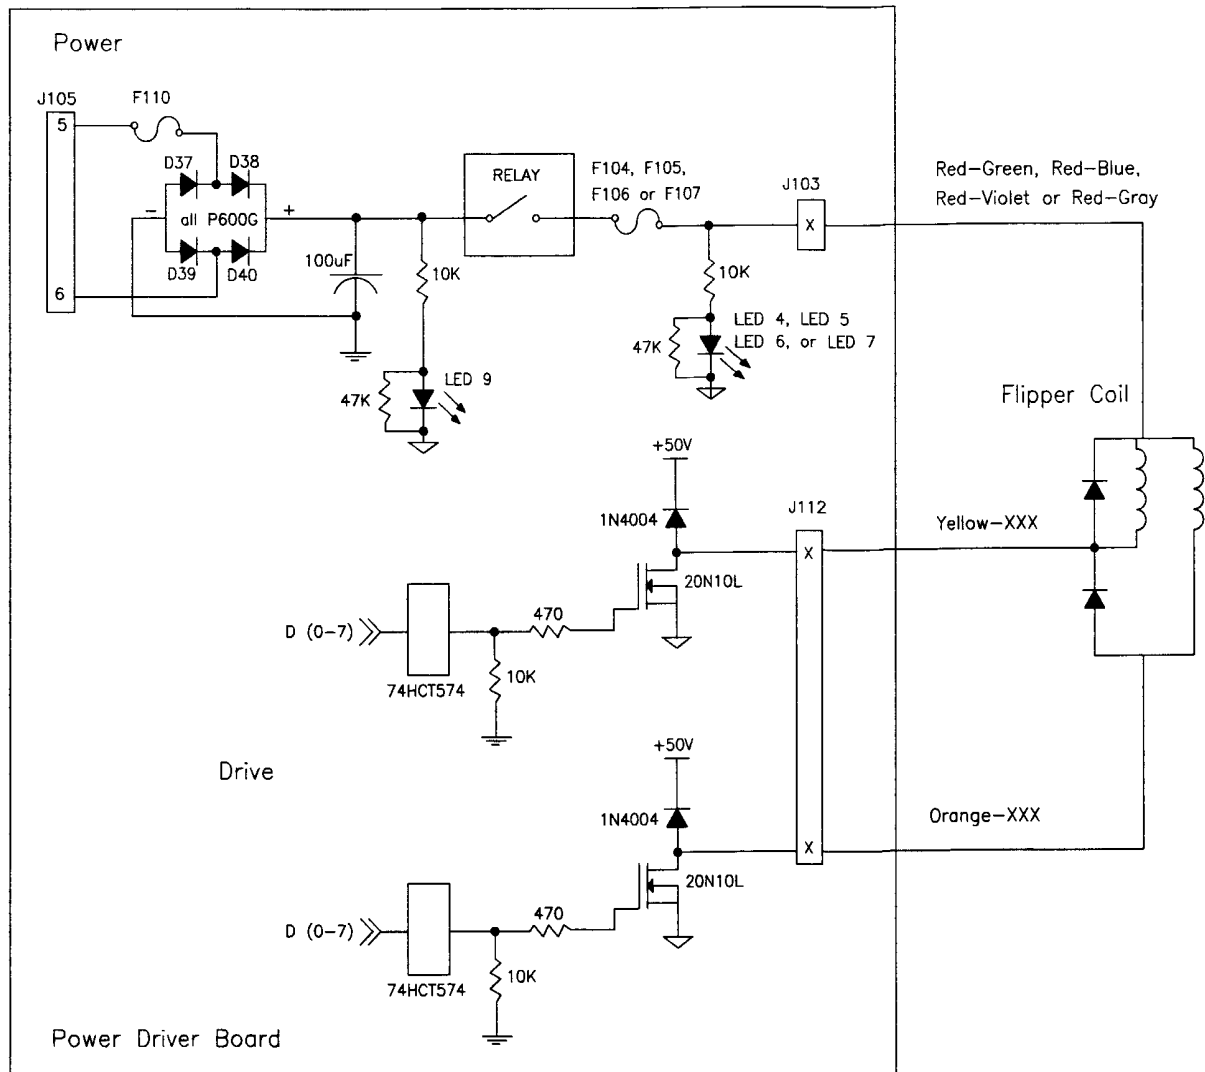 Power
J105
F110
5
D37
D38
all P600G
−
+
D39
D40
6
100uF
10K
47K
LED 9
RELAY
F104, F105,
F106 or F107
J103
X
10K
47K
LED 4, LED 5
LED 6, or LED 7
Red-Green, Red-Blue,
Red-Violet or Red-Gray
Flipper Coil
+50V
1N4004
J112
X
Yellow-XXX
20N10L
D (0-7)
470
10K
74HCT574
Drive
+50V
1N4004
X
Orange-XXX
20N10L
D (0-7)
470
10K
74HCT574
Power Driver Board